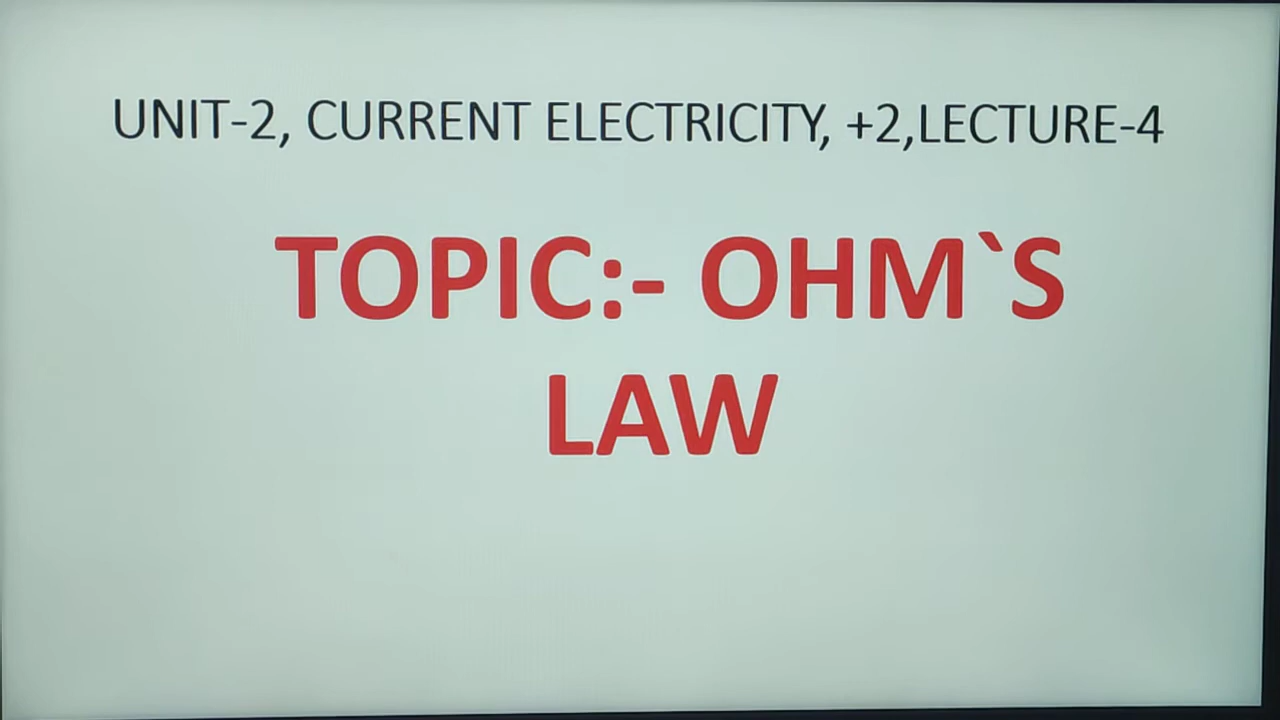 UNIT-2, CURRENT ELECTRICITY, +2,LECTURE-4
TOPIC:- OHM`S
LAW